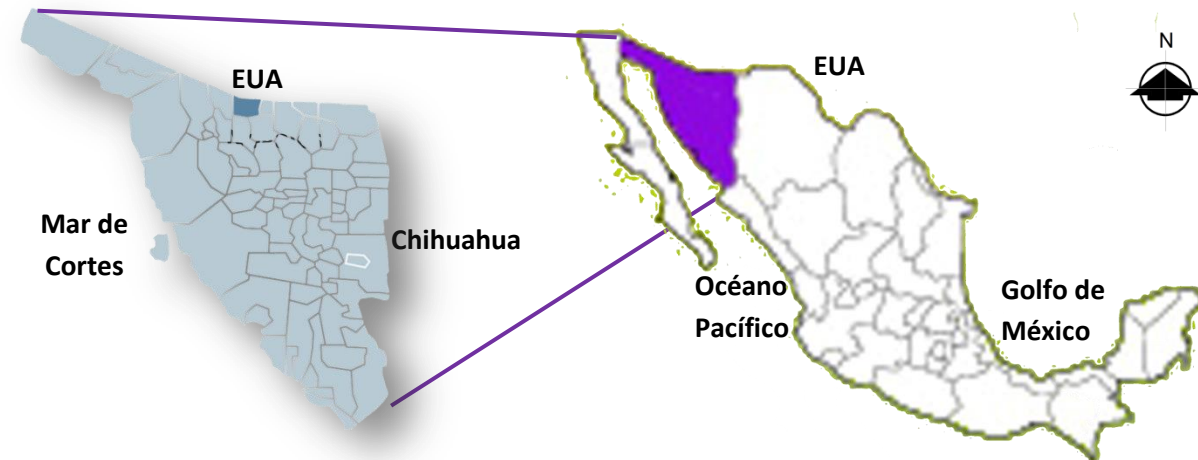 EUA
Mar de
Cortes
Chihuahua
EUA
N
Océano
Pacífico
Golfo de
México